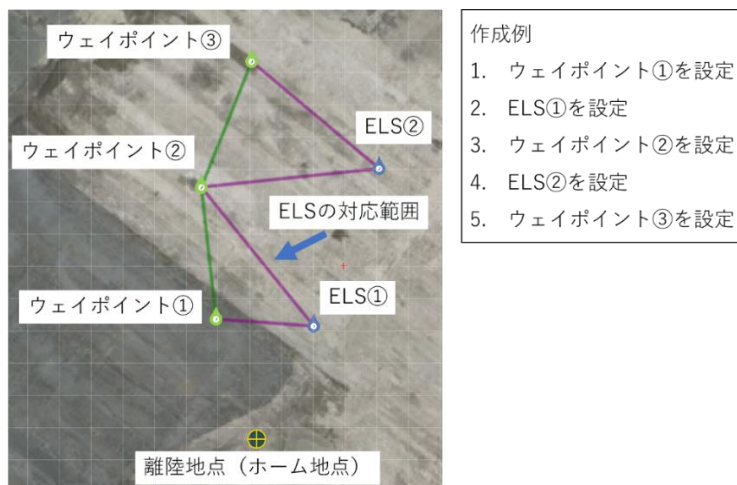 ウェイポイント③
ELS②
ウェイポイント②
ELSの対応範囲
ELS①
ウェイポイント①
離陸地点（ホーム地点）
作成例
1. ウェイポイント①を設定
2. ELS①を設定
3. ウェイポイント②を設定
4. ELS②を設定
5. ウェイポイント③を設定